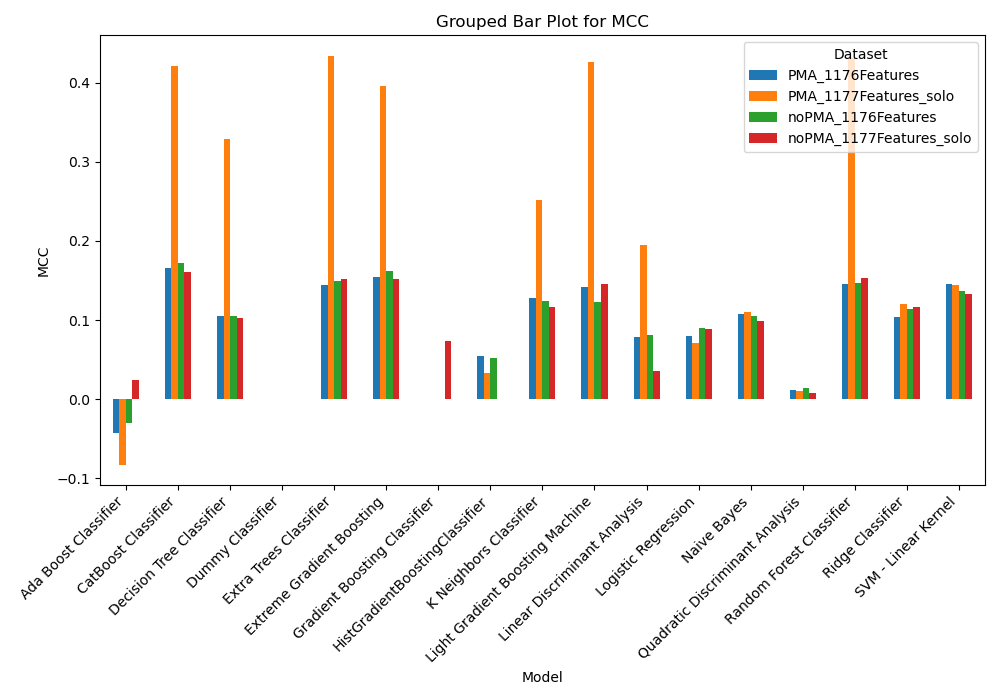 Grouped Bar Plot for MCC
Dataset
PMA_1176Features
PMA_1177Features_solo
noPMA_1176Features
noPMA_1177Features_solo
MCC
0.4
0.3
0.2
0.1
0.0
−0.1
Ada Boost Classifier
CatBoost Classifier
Decision Tree Classifier
Dummy Classifier
Extra Trees Classifier
Extreme Gradient Boosting
Gradient Boosting Classifier
HistGradientBoostingClassifier
K Neighbors Classifier
Light Gradient Boosting Machine
Linear Discriminant Analysis
Logistic Regression
Naive Bayes
Quadratic Discriminant Analysis
Random Forest Classifier
Ridge Classifier
SVM - Linear Kernel
Model